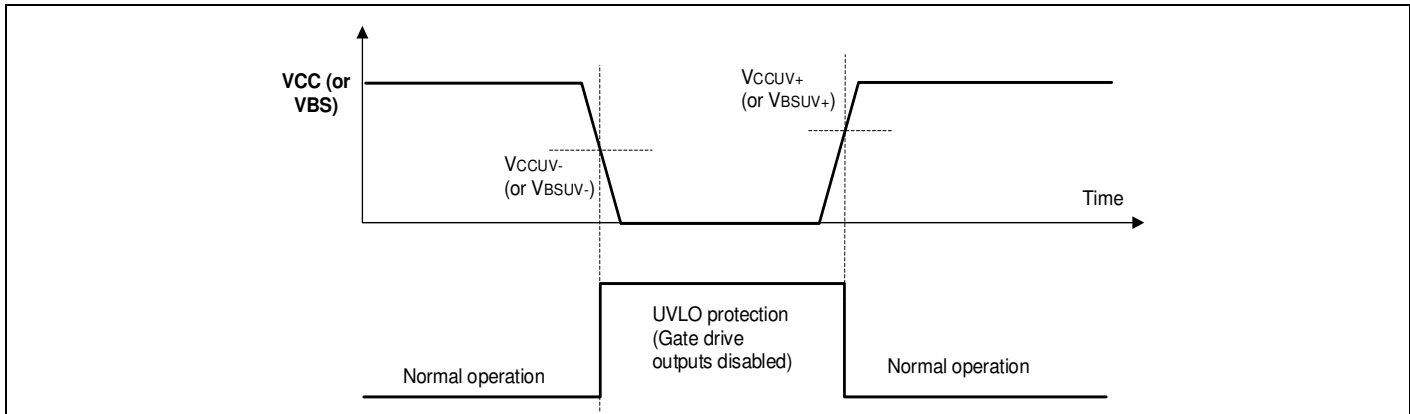 VCC (or
VBS)
VCCUV-
(or VBSUV-)
VCCUV+
(or VBSUV+)
Time
UVLO protection
(Gate drive
outputs disabled)
Normal operation
Normal operation